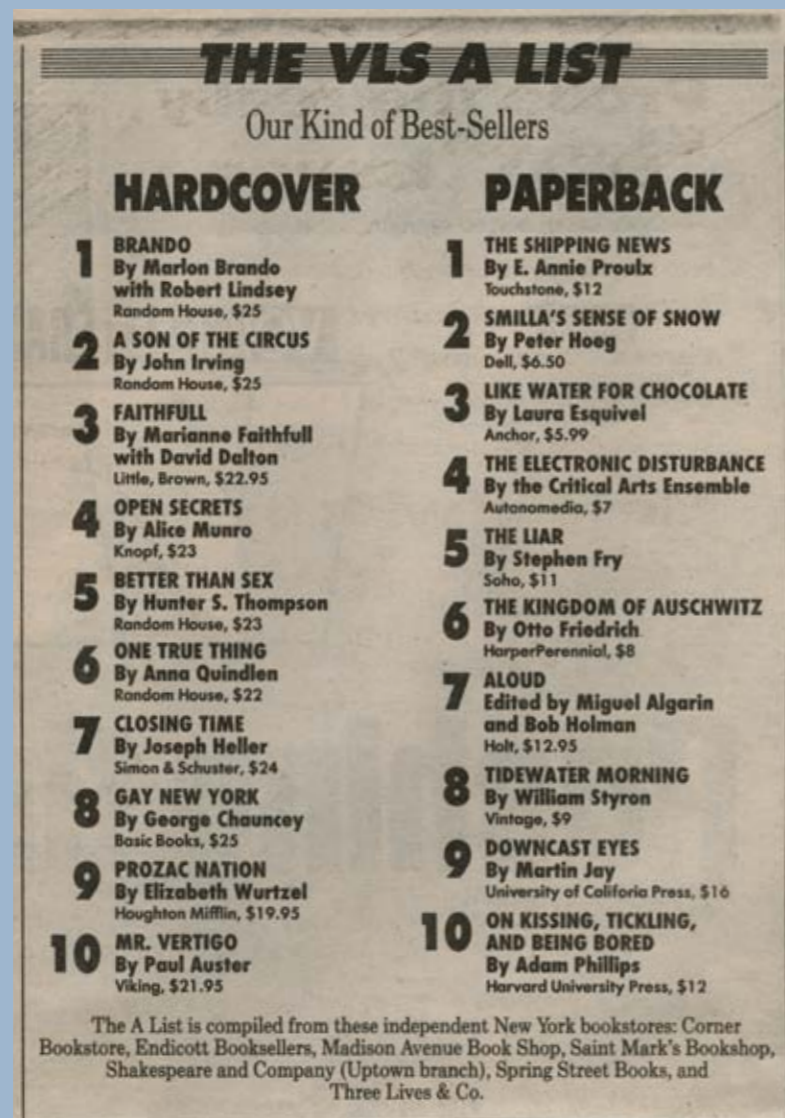 THE VLS A LIST
Our Kind of Best-Sellers
HARDCOVER
1 BRANDO
By Marlon Brando
with Robert Lindsey
Random House, $25
2 A SON OF THE CIRCUS
By John Irving
Random House, $25
3 FAITHFULL
By Marianne Faithfull
with David Dalton
Little, Brown, $22.95
4 OPEN SECRETS
By Alice Munro
Knopf, $23
5 BETTER THAN SEX
By Hunter S. Thompson
Random House, $23
6 ONE TRUE THING
By Anna Quindlen
Random House, $22
7 CLOSING TIME
By Joseph Heller
Simon & Schuster, $24
8 GAY NEW YORK
By George Chauncey
Basic Books, $25
9 PROZAC NATION
By Elizabeth Wurtzel
Houghton Mifflin, $19.95
10 MR. VERTIGO
By Paul Auster
Viking, $21.95
PAPERBACK
1 THE SHIPPING NEWS
By E. Annie Proulx
Touchstone, $12
2 SMILLA'S SENSE OF SNOW
By Peter Hoeg
Dell, $6.50
3 LIKE WATER FOR CHOCOLATE
By Laura Esquivel
Anchor, $5.99
4 THE ELECTRONIC DISTURBANCE
By the Critical Arts Ensemble
Autonomedia, $7
5 THE LIAR
By Stephen Fry
Soho, $11
6 THE KINGDOM OF AUSCHWITZ
By Otto Friedrich
HarperPerennial, $8
7 ALOUD
Edited by Miguel Algarin
and Bob Holman
Holt, $12.95
8 TIDEWATER MORNING
By William Styron
Vintage, $9
9 DOWNCAST EYES
By Martin Jay
University of Califoria Press, $16
10 ON KISSING, TICKLING,
AND BEING BORED
By Adam Phillips
Harvard University Press, $12
The A List is compiled from these independent New York bookstores: Corner
Bookstore, Endicott Booksellers, Madison Avenue Book Shop, Saint Mark's Bookshop,
Shakespeare and Company (Uptown branch), Spring Street Books, and
Three Lives & Co.